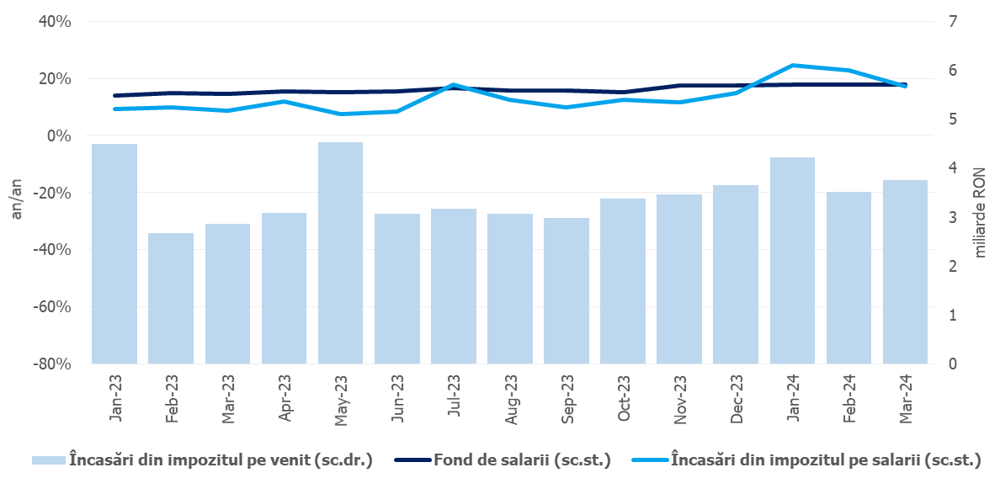 40%
20%
0%
-20%
-40%
-60%
-80%
an/an
7
6
5
4
3
2
1
0
miliarde RON
Jan-23
Feb-23
Mar-23
Apr-23
May-23
Jun-23
Jul-23
Aug-23
Sep-23
Oct-23
Nov-23
Dec-23
Jan-24
Feb-24
Mar-24
Încasări din impozitul pe venit (sc.dr.)
Fond de salarii (sc.st.)
Încasări din impozitul pe salarii (sc.st.)